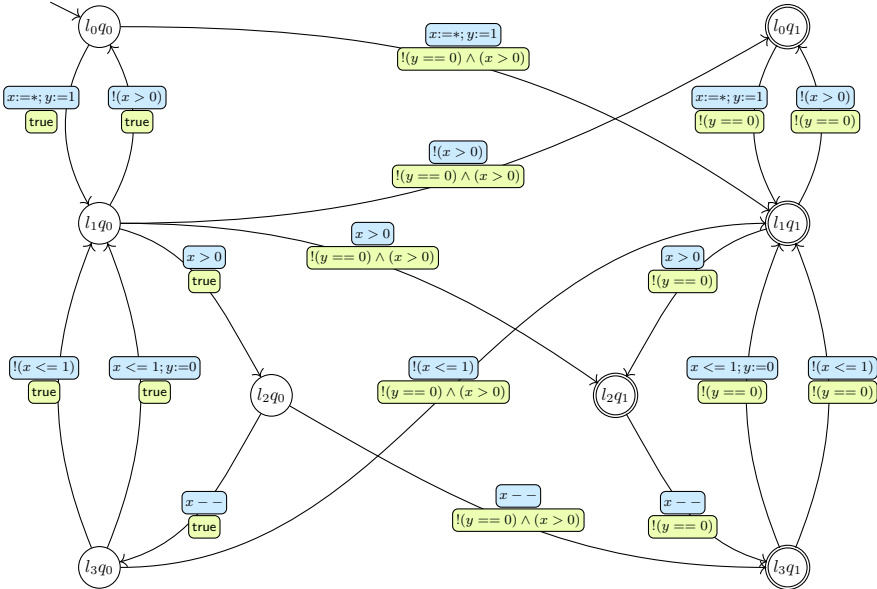 l₀q₀
x:=*; y:=1
!(y == 0) ∧ (x > 0)
l₀q₁
x:=*; y:=1
true
!(x > 0)
true
x:=*; y:=1
!(y == 0)
!(x > 0)
!(y == 0)
!(x > 0)
!(y == 0) ∧ (x > 0)
l₁q₀
x > 0
!(y == 0) ∧ (x > 0)
l₁q₁
x > 0
true
x > 0
!(y == 0)
!(x <= 1)
true
x <= 1; y:=0
true
!(x <= 1)
!(y == 0) ∧ (x > 0)
x <= 1; y:=0
!(y == 0)
!(x <= 1)
!(y == 0)
l₂q₀
l₂q₁
x − −
true
x − −
!(y == 0) ∧ (x > 0)
x − −
!(y == 0)
l₃q₀
l₃q₁